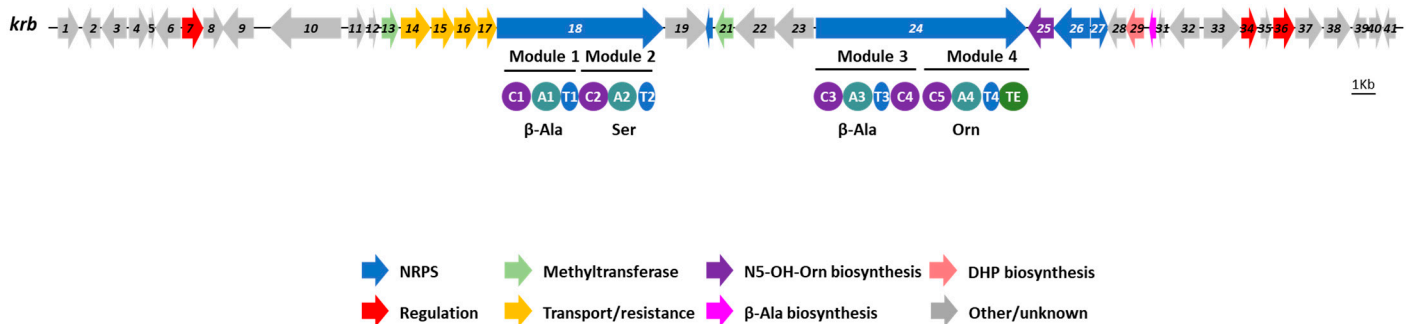 krb 1 2 3 4 5 6 7 8 9 10 11 12 13 14 15 16 17 18 19 21 22 23 24 25 26 27 28 29 31 32 33 34 35 36 37 38 39 40 41
Module 1 Module 2 Module 3 Module 4
1Kb
C1 A1 T1 C2 A2 T2 C3 A3 T3 C4 C5 A4 T4 TE
β-Ala Ser β-Ala Orn
NRPS Methyltransferase N5-OH-Orn biosynthesis DHP biosynthesis
Regulation Transport/resistance β-Ala biosynthesis Other/unknown